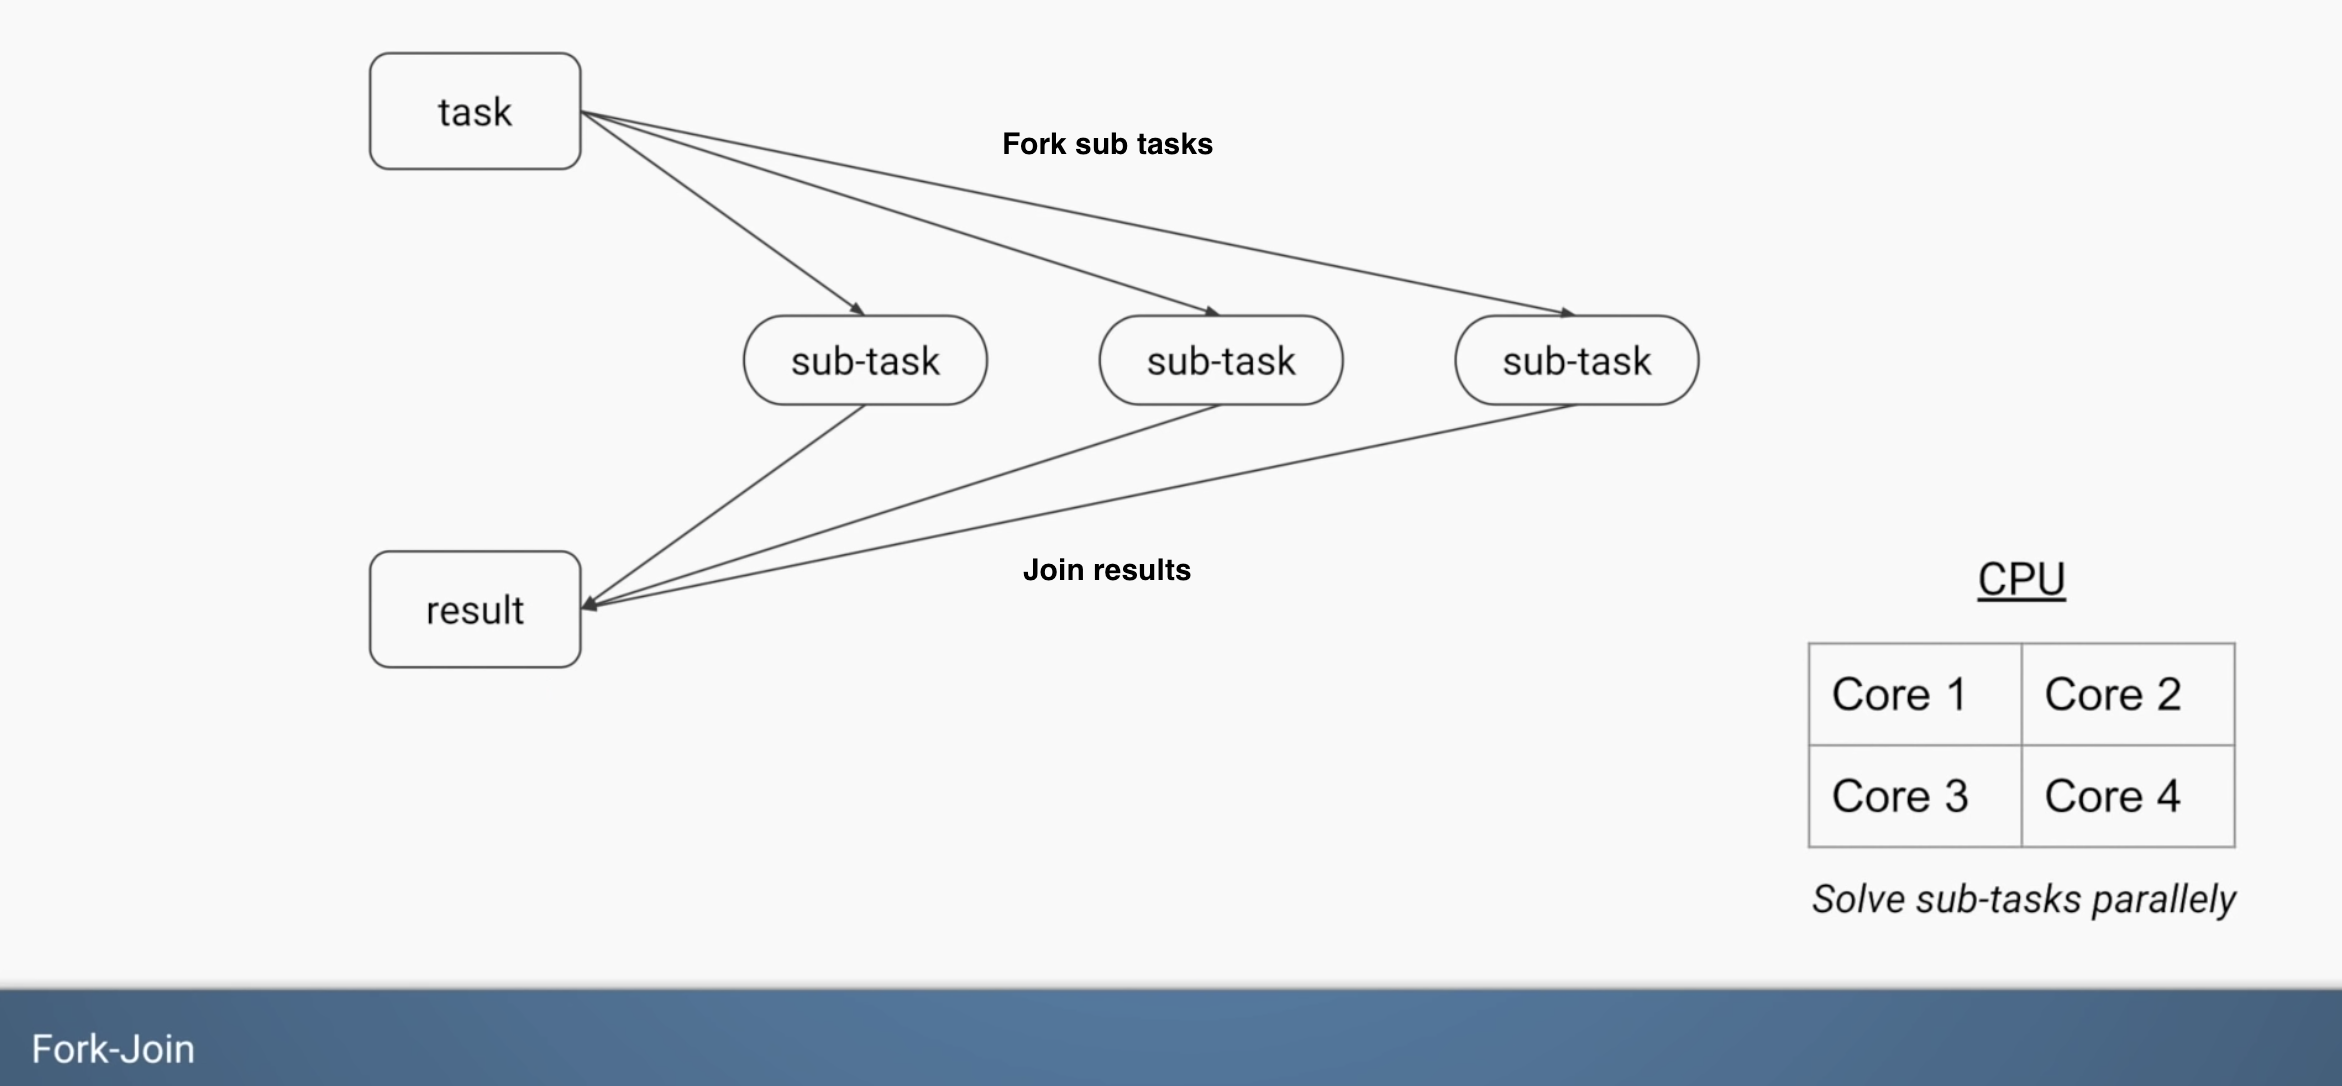 task
Fork sub tasks
sub-task
sub-task
sub-task
Join results
result
CPU
Core 1
Core 2
Core 3
Core 4
Solve sub-tasks parallely
Fork-Join